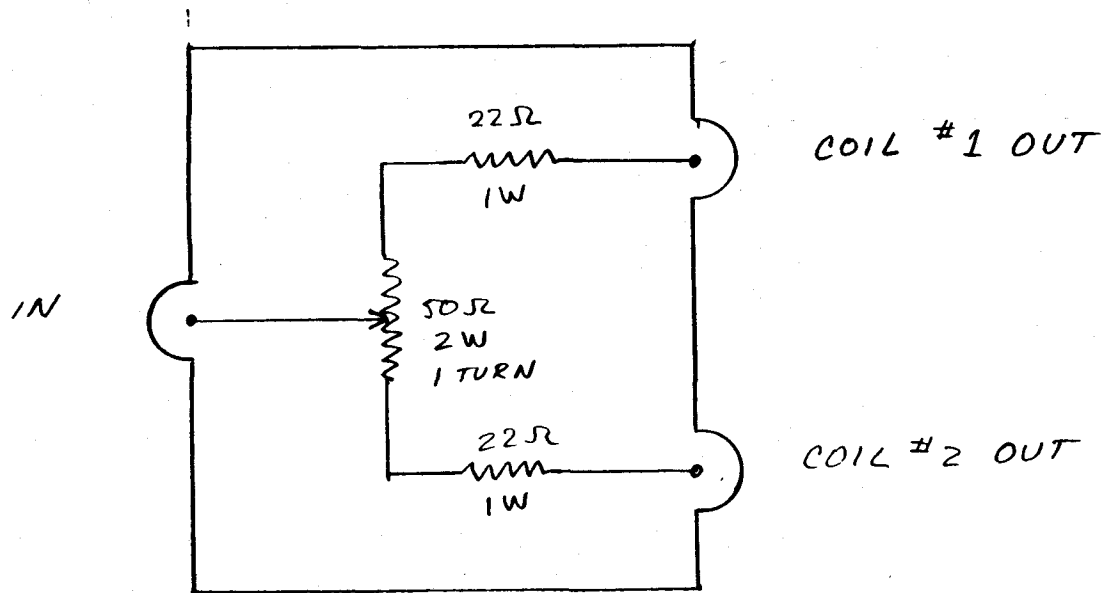 22Ω
1W
COIL #1 OUT
IN
50Ω
2W
1 TURN
22Ω
1W
COIL #2 OUT